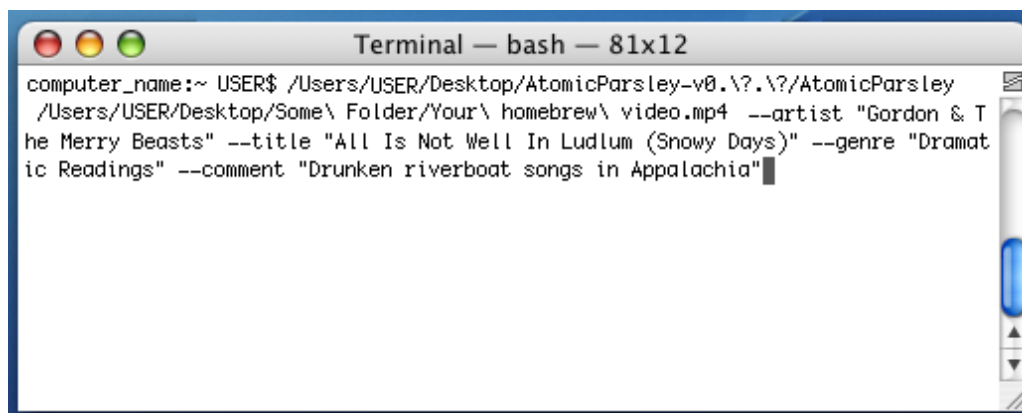 Terminal — bash — 81x12
computer_name:~ USER$ /Users/USER/Desktop/AtomicParsley-v0.\?.\?/AtomicParsley
/Users/USER/Desktop/Some\ Folder/Your\ homebrew\ video.mp4 --artist "Gordon & T
he Merry Beasts" --title "All Is Not Well In Ludlum (Snowy Days)" --genre "Dramat
ic Readings" --comment "Drunken riverboat songs in Appalachia"